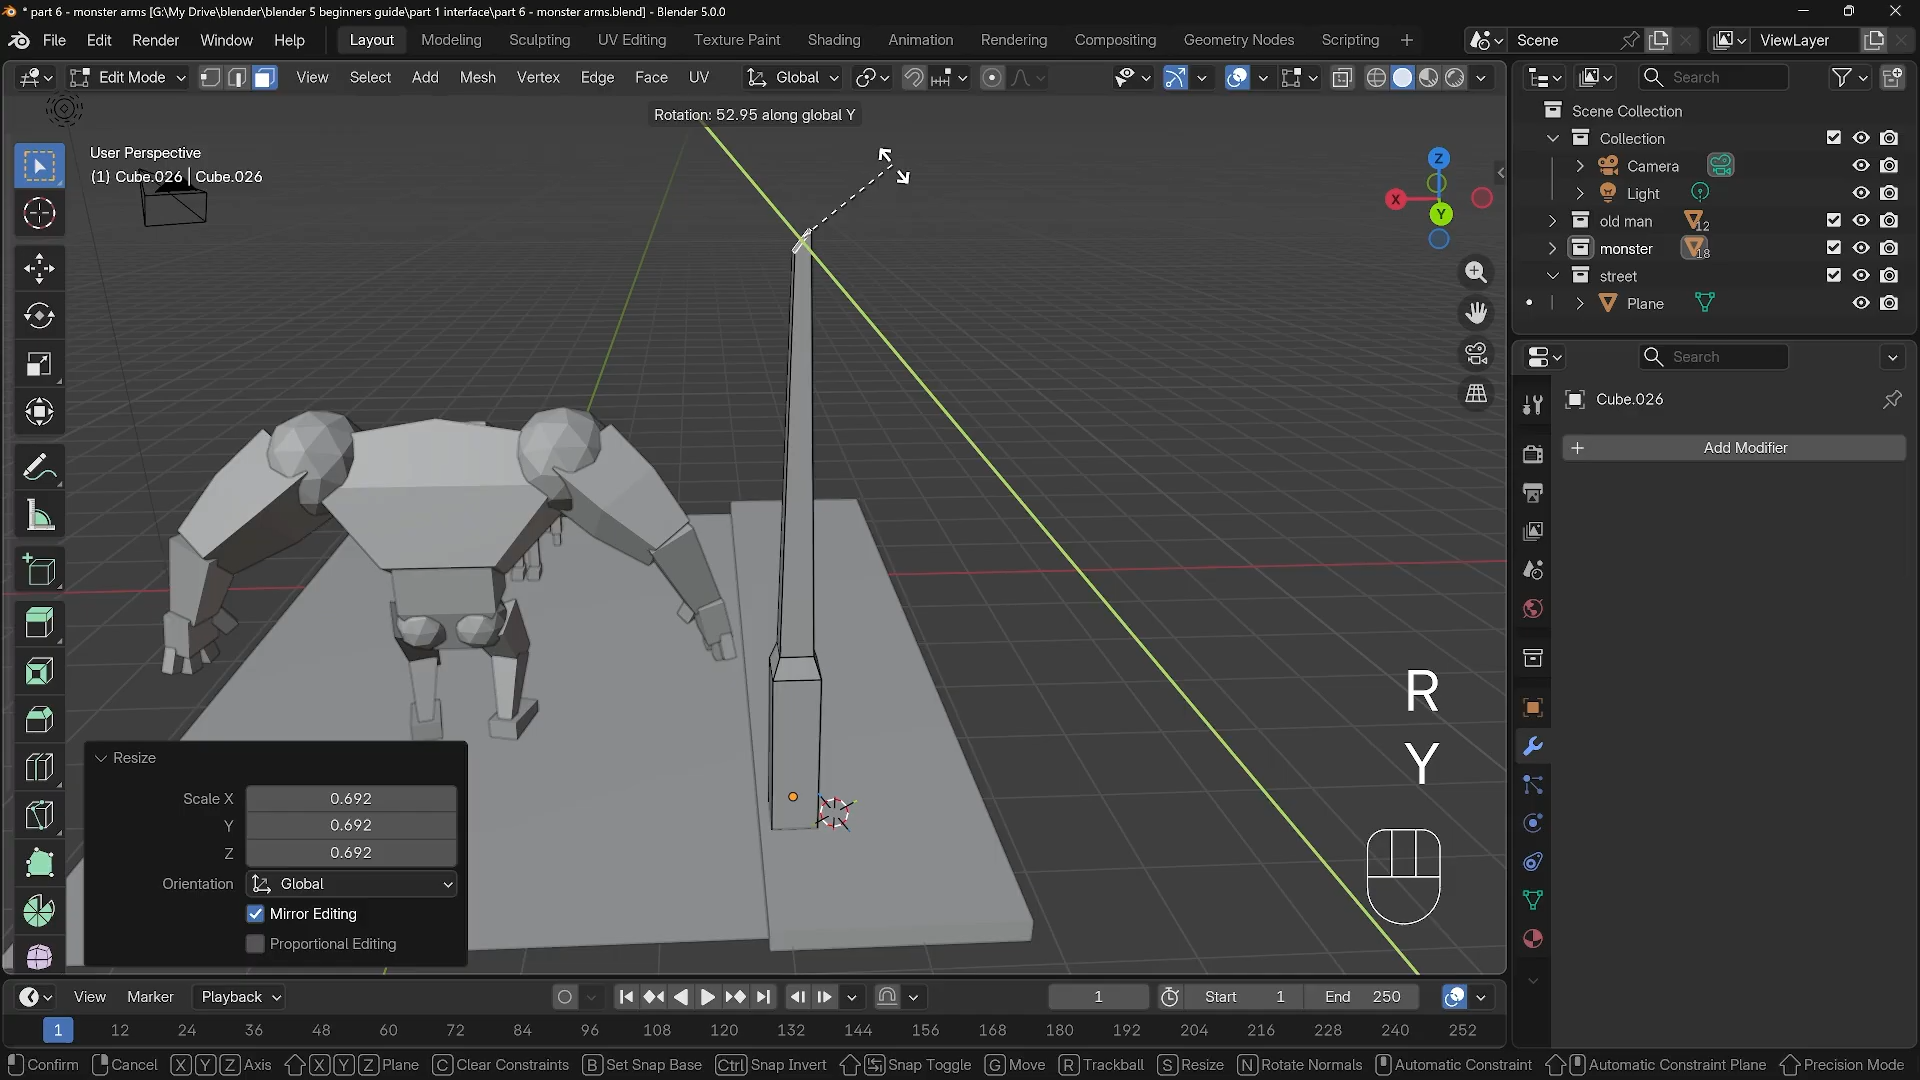 * part 6 - monster arms [G:\My Drive\blender\blender 5 beginners guide\part 1 interface\part 6 - monster arms.blend] - Blender 5.0.0
File Edit Render Window Help Layout Modeling Sculpting UV Editing Texture Paint Shading Animation Rendering Compositing Geometry Nodes Scripting + Scene ViewLayer
Edit Mode View Select Add Mesh Vertex Edge Face UV Global Search
Rotation: 52.95 along global Y
User Perspective
(1) Cube.026 | Cube.026
Z
X
Y
Scene Collection
Collection
Camera
Light
old man 12
monster 18
street
Plane
Search
Cube.026
+ Add Modifier
R
Y
Resize
Scale X 0.692
Y 0.692
Z 0.692
Orientation Global
Mirror Editing
Proportional Editing
View Marker Playback 1 Start 1 End 250
1 12 24 36 48 60 72 84 96 108 120 132 144 156 168 180 192 204 216 228 240 252
Confirm Cancel X Y Z Axis X Y Z Plane C Clear Constraints B Set Snap Base Ctrl Snap Invert Snap Toggle G Move R Trackball S Resize N Rotate Normals Automatic Constraint Automatic Constraint Plane Precision Mode